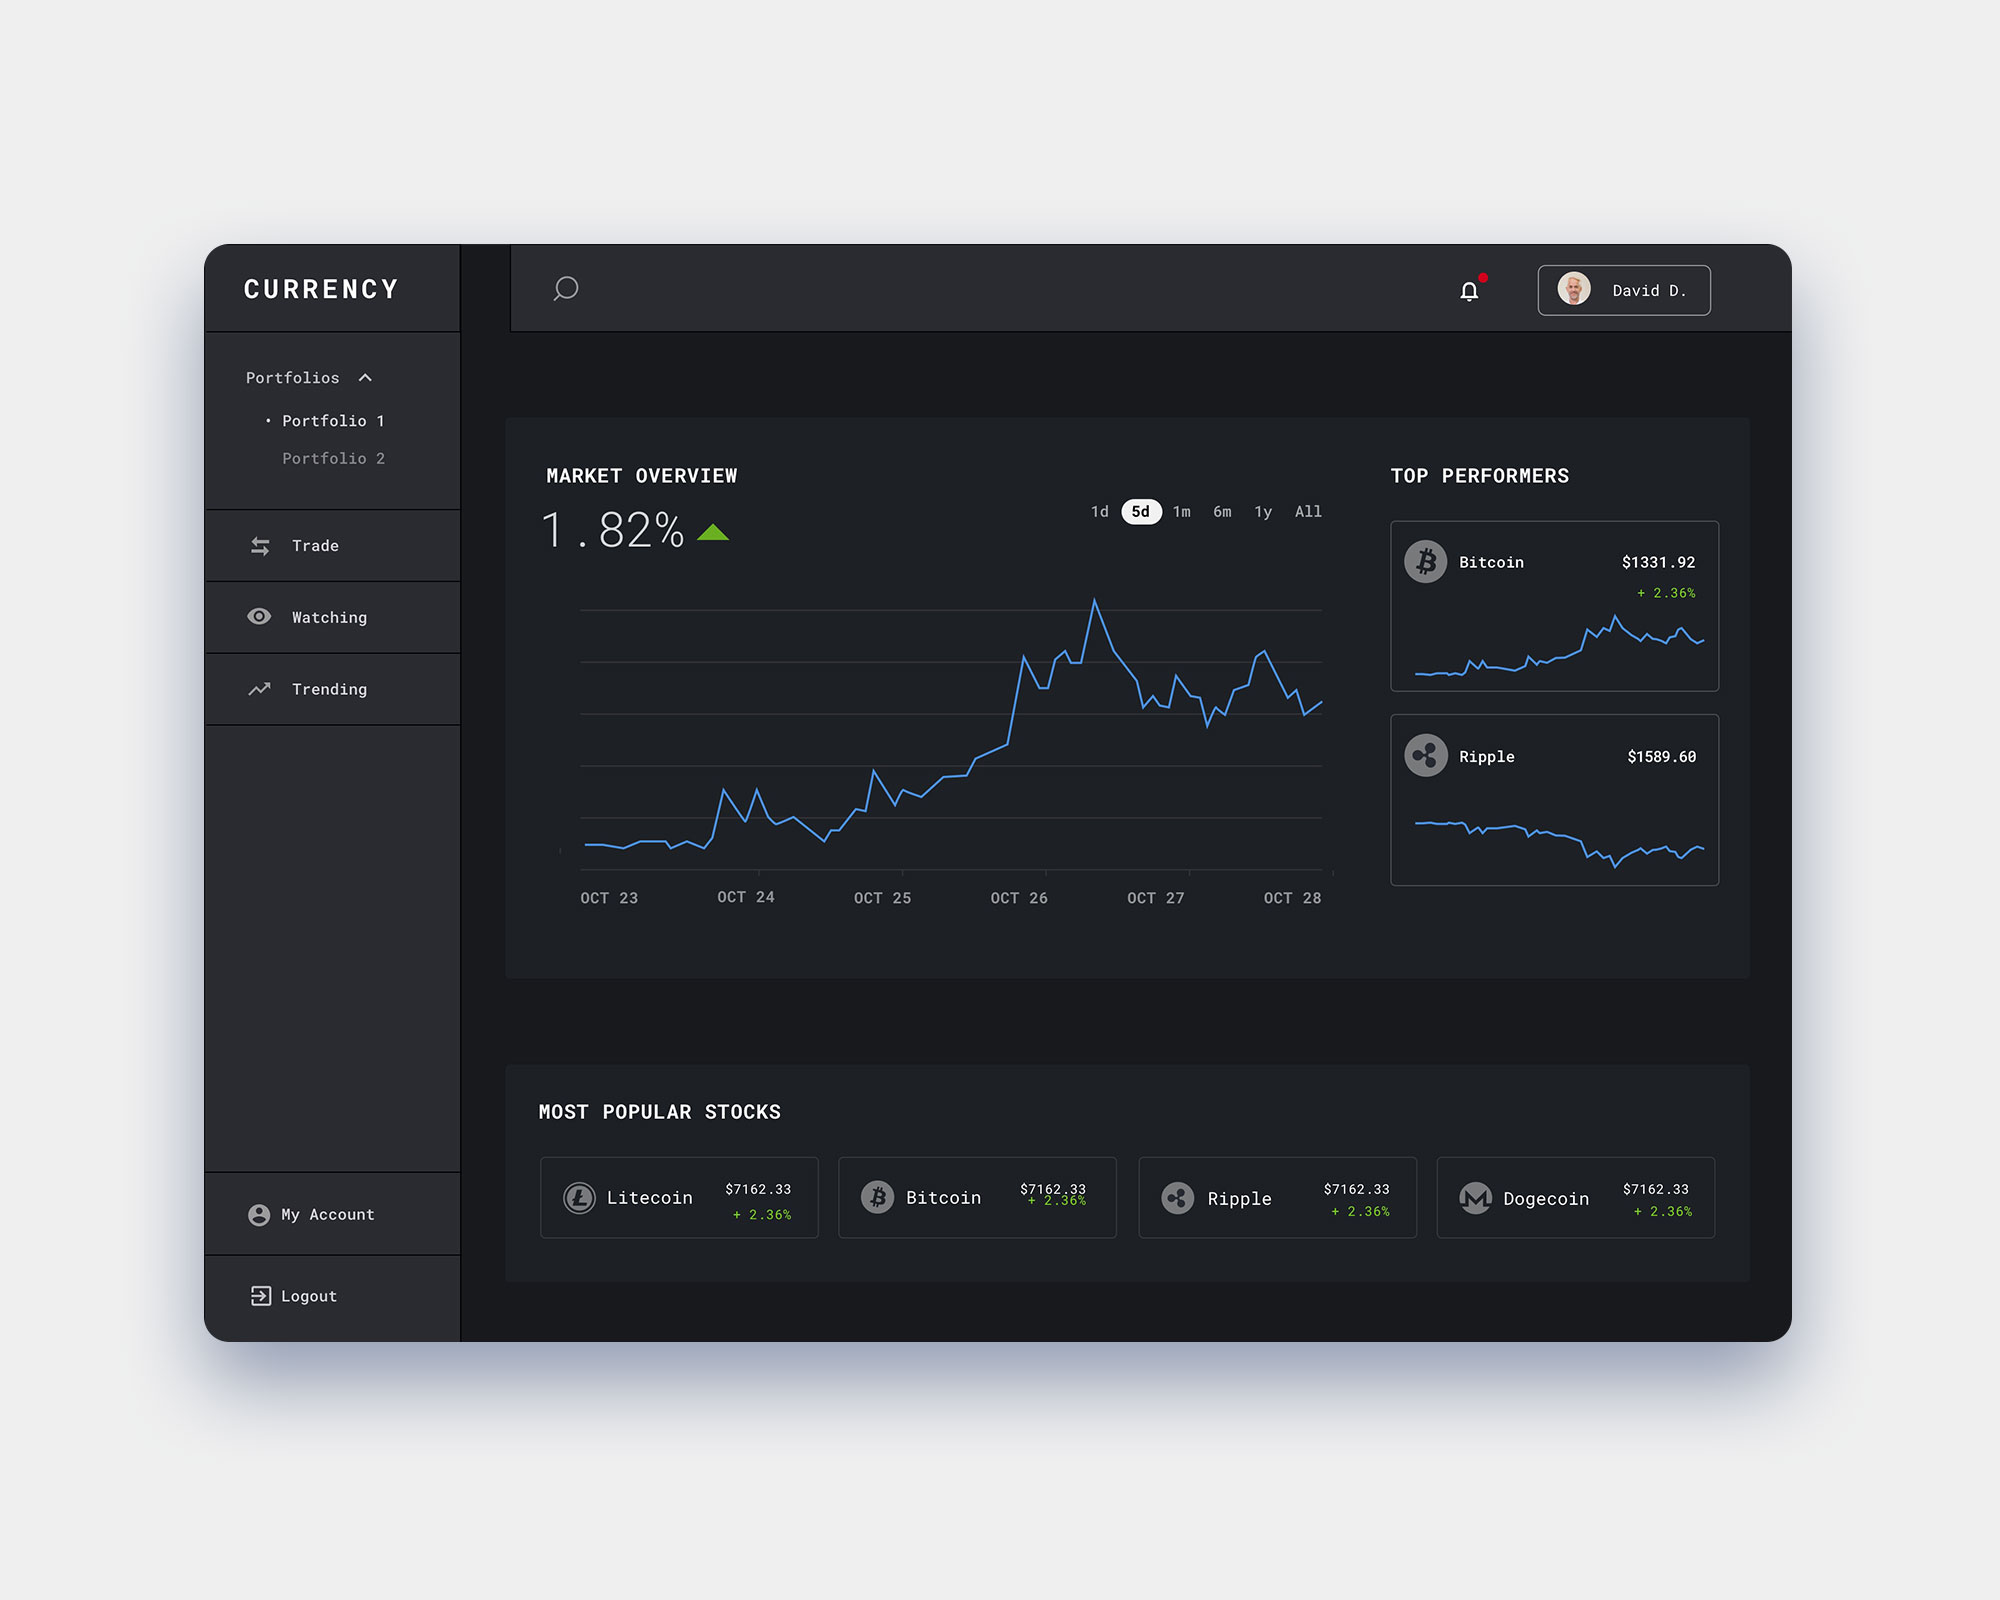 CURRENCY
David D.
Portfolios
• Portfolio 1
Portfolio 2
Trade
Watching
Trending
My Account
Logout
MARKET OVERVIEW
1.82%
1d 5d 1m 6m 1y All
OCT 23 OCT 24 OCT 25 OCT 26 OCT 27 OCT 28
TOP PERFORMERS
Bitcoin $1331.92
+ 2.36%
Ripple $1589.60
MOST POPULAR STOCKS
Litecoin $7162.33
+ 2.36%
Bitcoin $7162.33
+ 2.36%
Ripple $7162.33
+ 2.36%
Dogecoin $7162.33
+ 2.36%